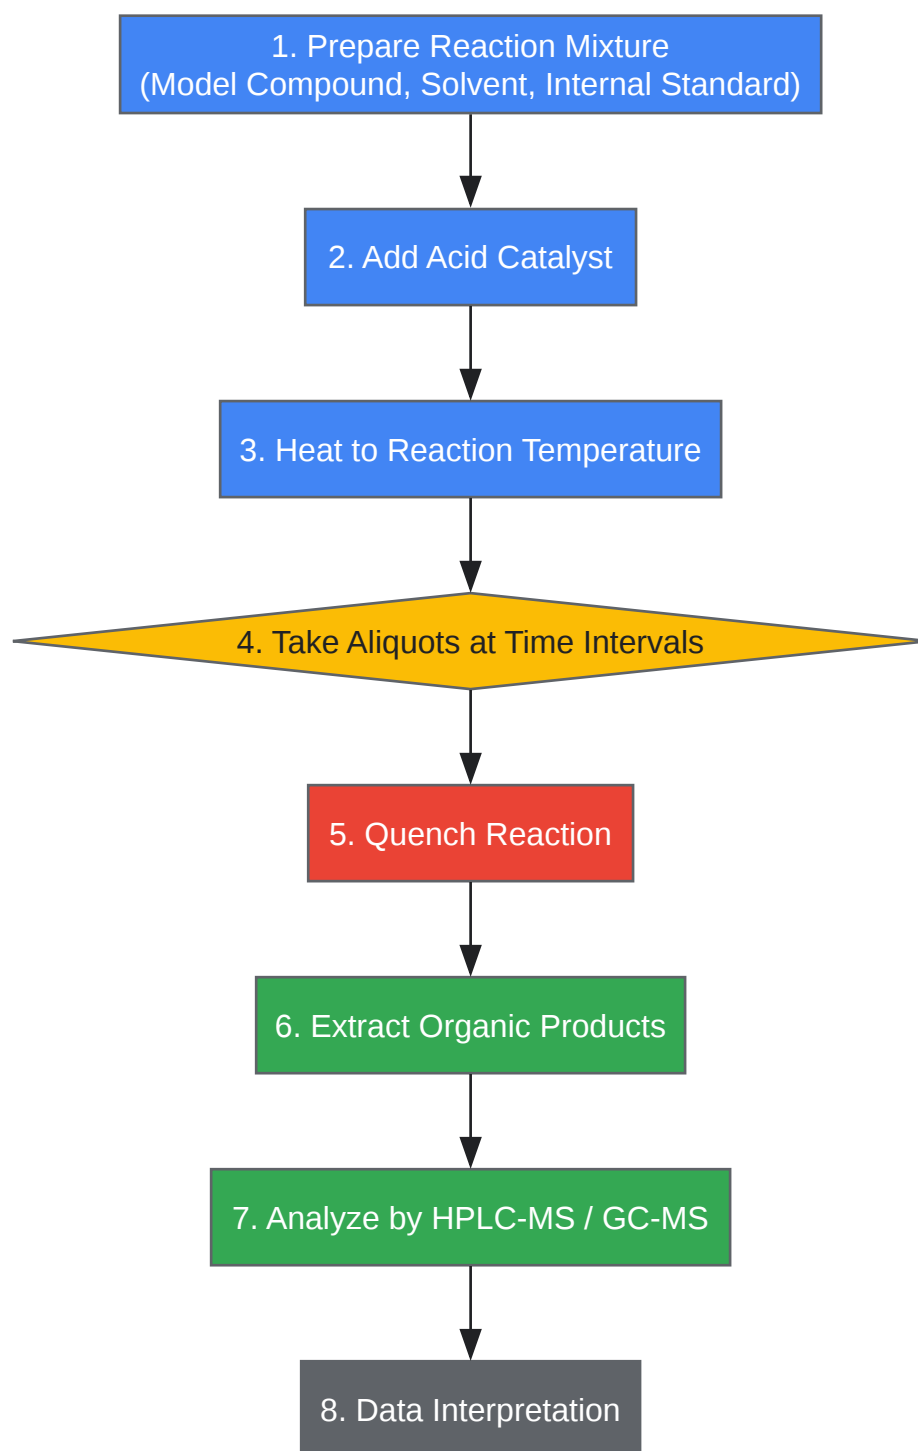 1. Prepare Reaction Mixture
(Model Compound, Solvent, Internal Standard)
2. Add Acid Catalyst
3. Heat to Reaction Temperature
4. Take Aliquots at Time Intervals
5. Quench Reaction
6. Extract Organic Products
7. Analyze by HPLC-MS / GC-MS
8. Data Interpretation